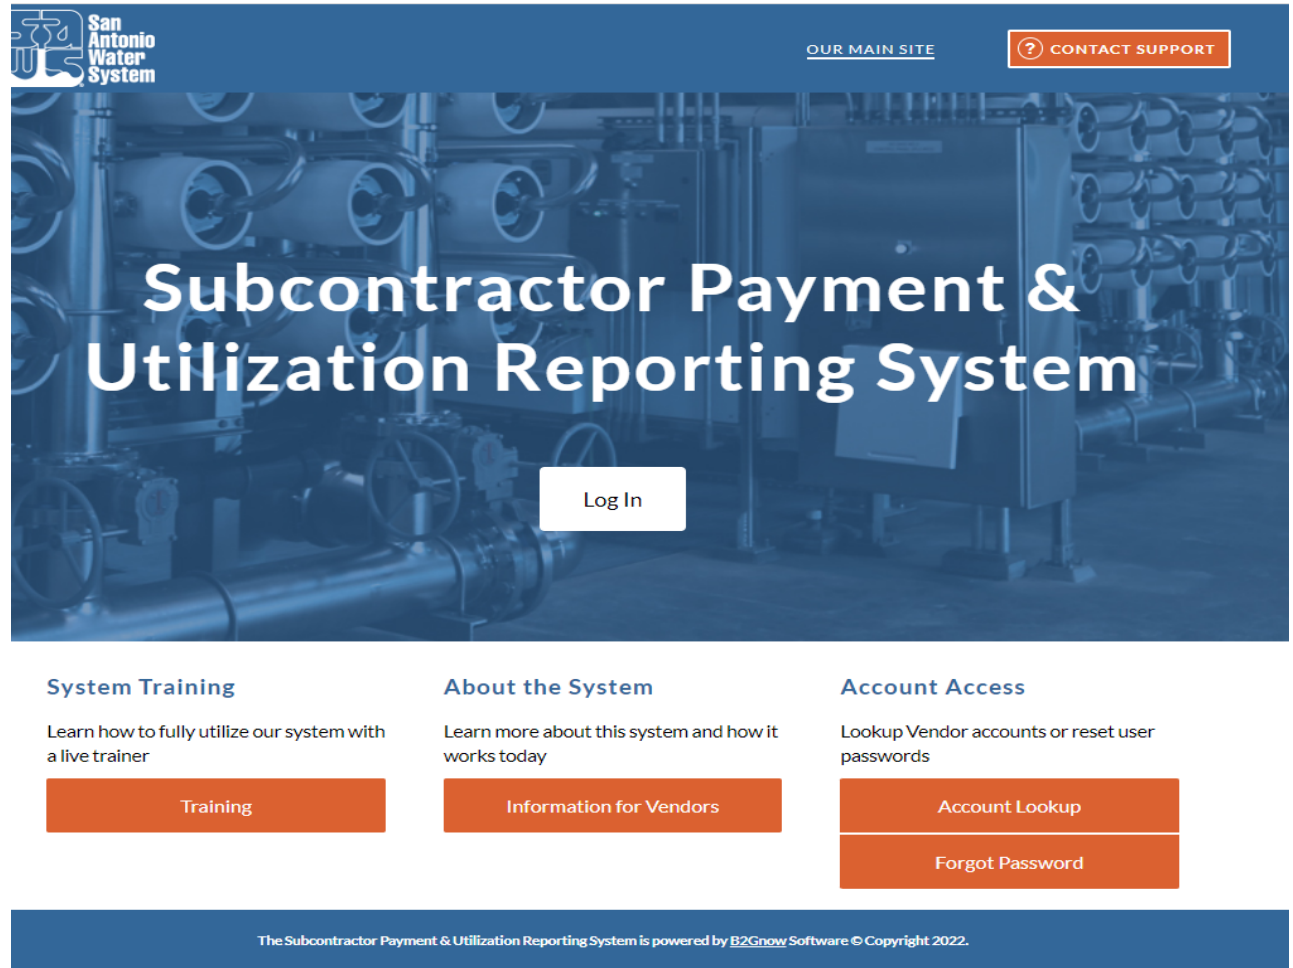 San
Antonio
Water
System
OUR MAIN SITE
? CONTACT SUPPORT
Subcontractor Payment &
Utilization Reporting System
Log In
System Training
Learn how to fully utilize our system with
a live trainer
Training
About the System
Learn more about this system and how it
works today
Information for Vendors
Account Access
Lookup Vendor accounts or reset user
passwords
Account Lookup
Forgot Password
The Subcontractor Payment & Utilization Reporting System is powered by B2Gnow Software © Copyright 2022.